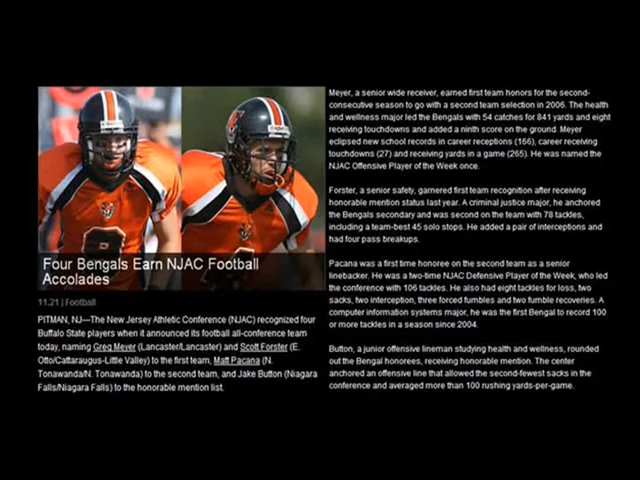 Four Bengals Earn NJAC Football
Accolades
11.21 | Football
PITMAN, NJ—The New Jersey Athletic Conference (NJAC) recognized four
Buffalo State players when it announced its football all-conference team
today, naming Greg Meyer (Lancaster/Lancaster) and Scott Forster (E.
Otto/Cattaraugus-Little Valley) to the first team, Matt Pacana (N.
Tonawanda/N. Tonawanda) to the second team, and Jake Button (Niagara
Falls/Niagara Falls) to the honorable mention list.
Meyer, a senior wide receiver, earned first team honors for the second-
consecutive season to go with a second team selection in 2006. The health
and wellness major led the Bengals with 54 catches for 841 yards and eight
receiving touchdowns and added a ninth score on the ground. Meyer
eclipsed new school records in career receptions (166), career receiving
touchdowns (27) and receiving yards in a game (265). He was named the
NJAC Offensive Player of the Week once.
Forster, a senior safety, garnered first team recognition after receiving
honorable mention status last year. A criminal justice major, he anchored
the Bengals secondary and was second on the team with 78 tackles,
including a team-best 45 solo stops. He added a pair of interceptions and
had four pass breakups.
Pacana was a first time honoree on the second team as a senior
linebacker. He was a two-time NJAC Defensive Player of the Week, who led
the conference with 106 tackles. He also had eight tackles for loss, two
sacks, two interception, three forced fumbles and two fumble recoveries. A
computer information systems major, he was the first Bengal to record 100
or more tackles in a season since 2004.
Button, a junior offensive lineman studying health and wellness, rounded
out the Bengal honorees, receiving honorable mention. The center
anchored an offensive line that allowed the second-fewest sacks in the
conference and averaged more than 100 rushing yards-per-game.